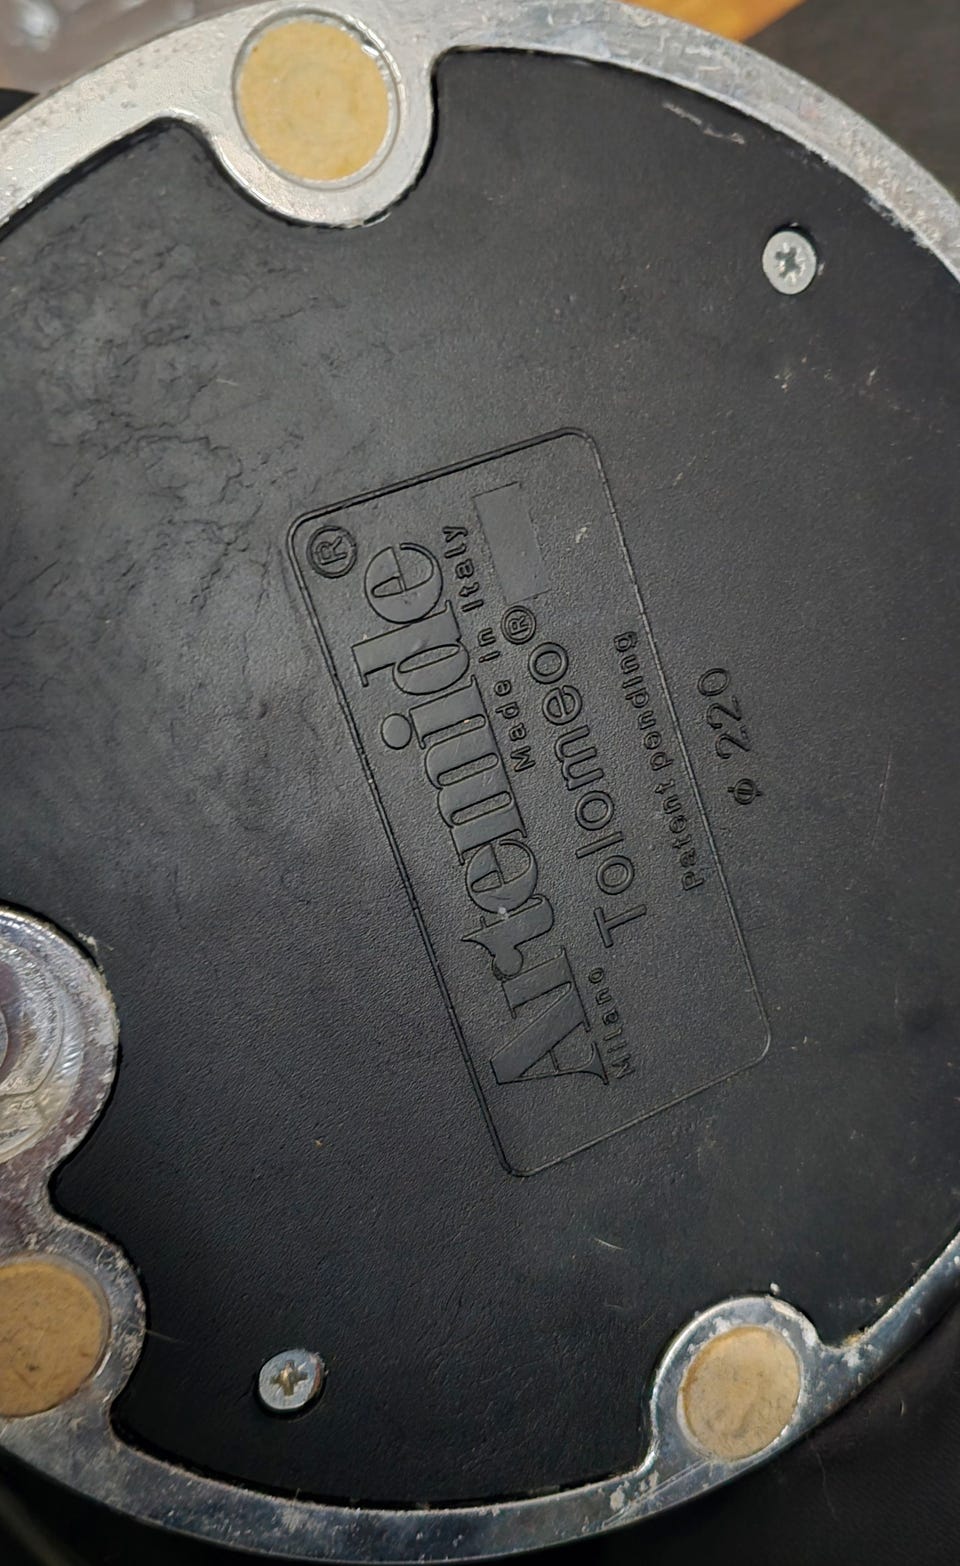 Artemide®
Milano Made in Italy
Tolomeo®
Patent pending
ϕ 220